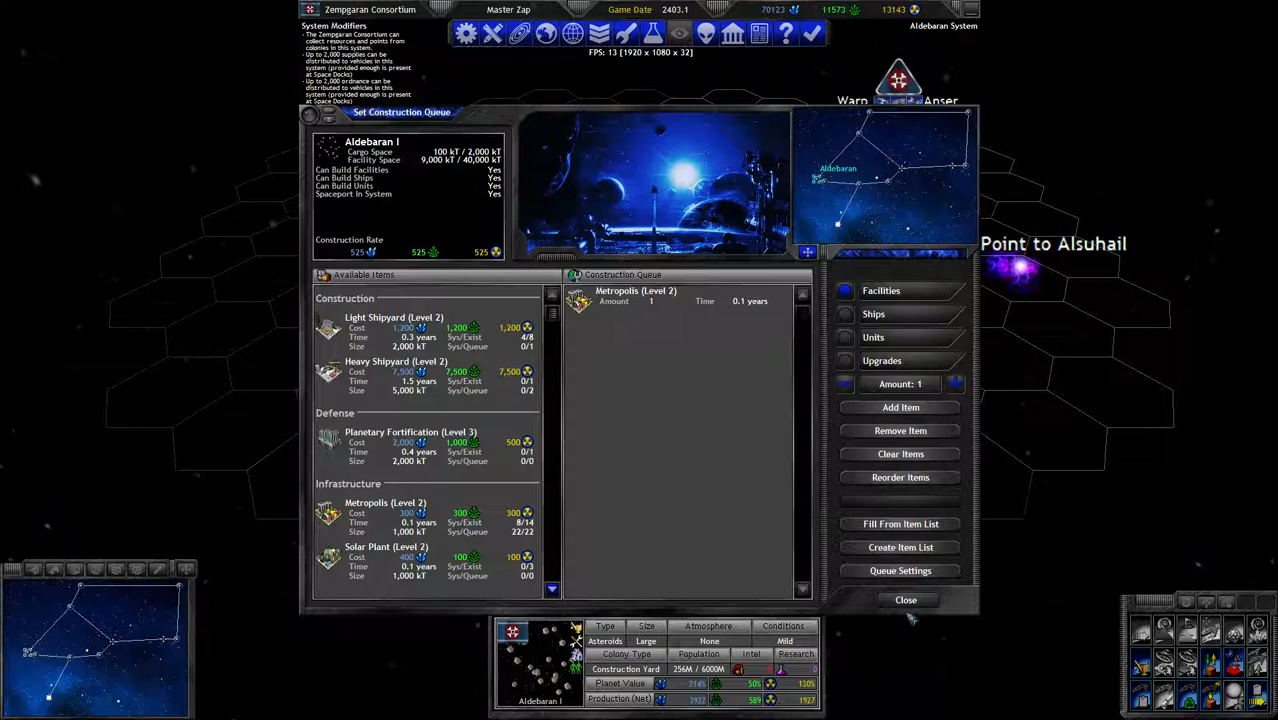 Zempgaran Consortium
Master Zap
Game Date 2403.1
70123
11573
13143
System Modifiers
- The Zempgaran Consortium can
collect resources and points from
colonies in this system.
- Up to 2,000 supplies can be
distributed to vehicles in this
system (provided enough is present
at Space Docks)
- Up to 2,000 ordnance can be
distributed to vehicles in this
system (provided enough is present
at Space Docks)
Aldebaran System
FPS: 13 [1920 x 1080 x 32]
Warp
Anser
Point to Alsuhail
Set Construction Queue
Aldebaran I
Cargo Space 100 kT / 2,000 kT
Facility Space 9,000 kT / 40,000 kT
Can Build Facilities Yes
Can Build Ships Yes
Can Build Units Yes
Spaceport In System Yes
Construction Rate
525 525 525
Aldebaran
Available Items
Construction
Light Shipyard (Level 2)
Cost 1,200 1,200 1,200
Time 0.3 years Sys/Exist 4/8
Size 2,000 kT Sys/Queue 0/1
Heavy Shipyard (Level 2)
Cost 7,500 7,500 7,500
Time 1.5 years Sys/Exist 0/1
Size 5,000 kT Sys/Queue 0/2
Defense
Planetary Fortification (Level 3)
Cost 2,000 1,000 500
Time 0.4 years Sys/Exist 0/1
Size 2,000 kT Sys/Queue 0/0
Infrastructure
Metropolis (Level 2)
Cost 300 300 300
Time 0.1 years Sys/Exist 8/14
Size 1,000 kT Sys/Queue 22/22
Solar Plant (Level 2)
Cost 400 100 100
Time 0.1 years Sys/Exist 0/3
Size 1,000 kT Sys/Queue 0/0
Construction Queue
Metropolis (Level 2)
Amount 1 Time 0.1 years
Facilities
Ships
Units
Upgrades
Amount: 1
Add Item
Remove Item
Clear Items
Reorder Items
Fill From Item List
Create Item List
Queue Settings
Close
Type Size Atmosphere Conditions
Asteroids Large None Mild
Colony Type Population Intel Research
Construction Yard 256M / 6000M 0
Planet Value 214% 50% 130%
Production (Net) 3922 589 1927
Aldebaran I